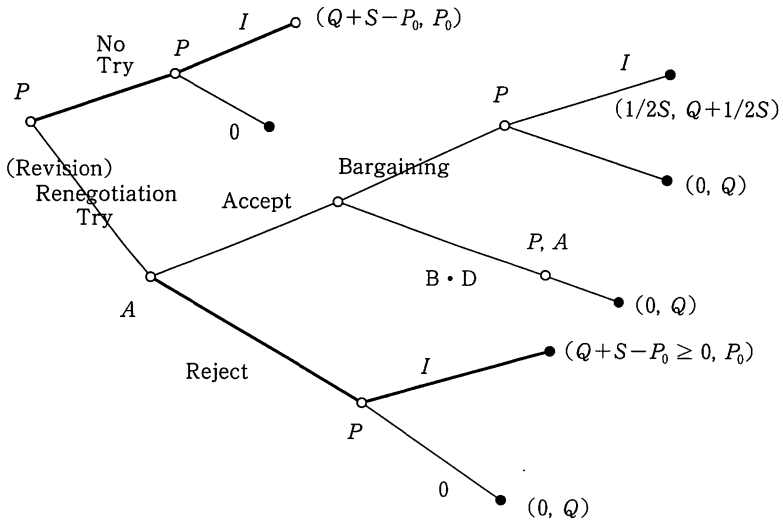 I
(Q+S−P₀, P₀)
No
Try
P
P
0
I
P
(1/2S, Q+1/2S)
(Revision)
Renegotiation
Try
Bargaining
Accept
(0, Q)
P, A
B・D
(0, Q)
A
(Q+S−P₀ ≥ 0, P₀)
I
Reject
P
0
(0, Q)